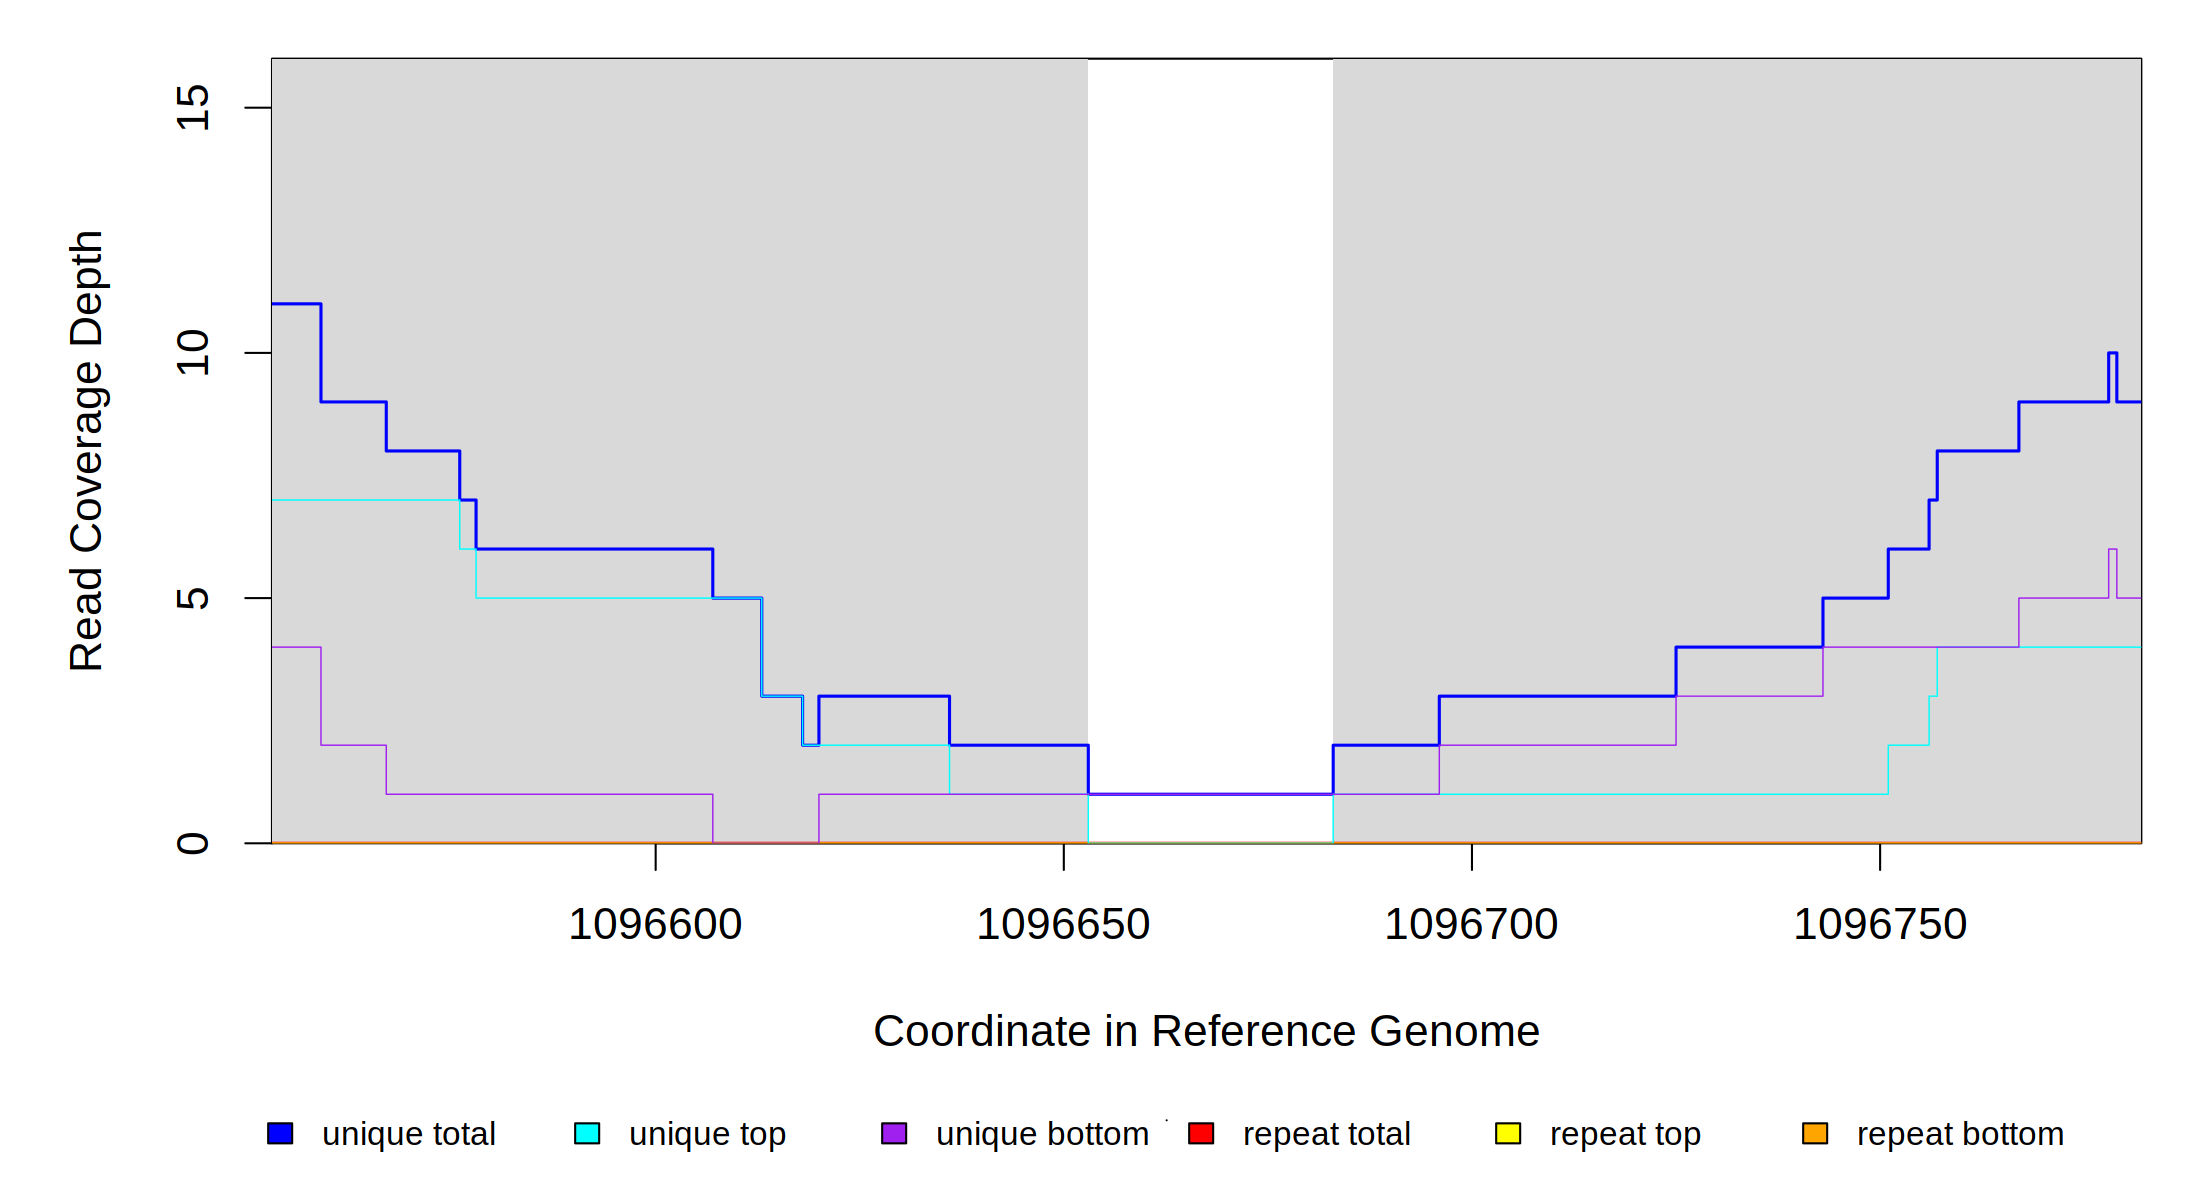 Read Coverage Depth
15
10
5
0
1096600 1096650 1096700 1096750
Coordinate in Reference Genome
unique total unique top unique bottom repeat total repeat top repeat bottom